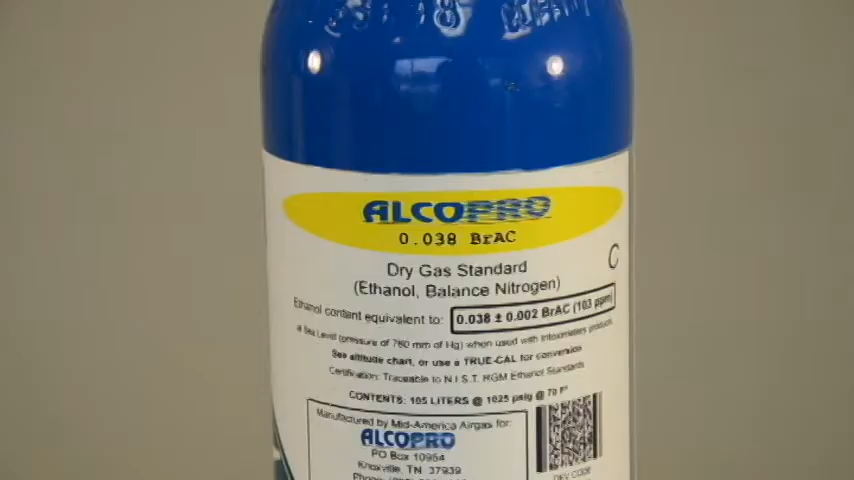 ALCOPRO
0.038 BrAC
C
Dry Gas Standard
(Ethanol, Balance Nitrogen)
Ethanol content equivalent to: 0.038 ± 0.002 BrAC (103 ppm)
at Sea Level (pressure of 760 mm of Hg) when used with Intoximeters products
See altitude chart, or use a TRUE-CAL for conversion
Certification: Traceable to N.I.S.T. RGM Ethanol Standards
CONTENTS: 105 LITERS @ 1025 psig @ 70 F°
Manufactured by Mid-America Airgas for:
ALCOPRO
PO Box 10954
Knoxville, TN 37939
DEV CODE